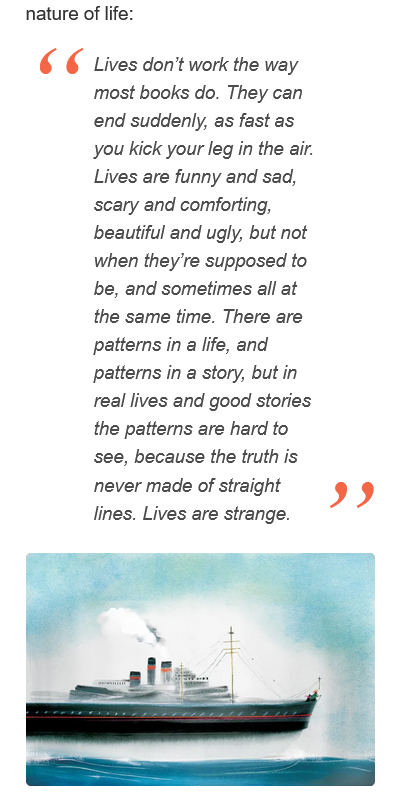 nature of life:
“
Lives don’t work the way
most books do. They can
end suddenly, as fast as
you kick your leg in the air.
Lives are funny and sad,
scary and comforting,
beautiful and ugly, but not
when they’re supposed to
be, and sometimes all at
the same time. There are
patterns in a life, and
patterns in a story, but in
real lives and good stories
the patterns are hard to
see, because the truth is
never made of straight
lines. Lives are strange.
”